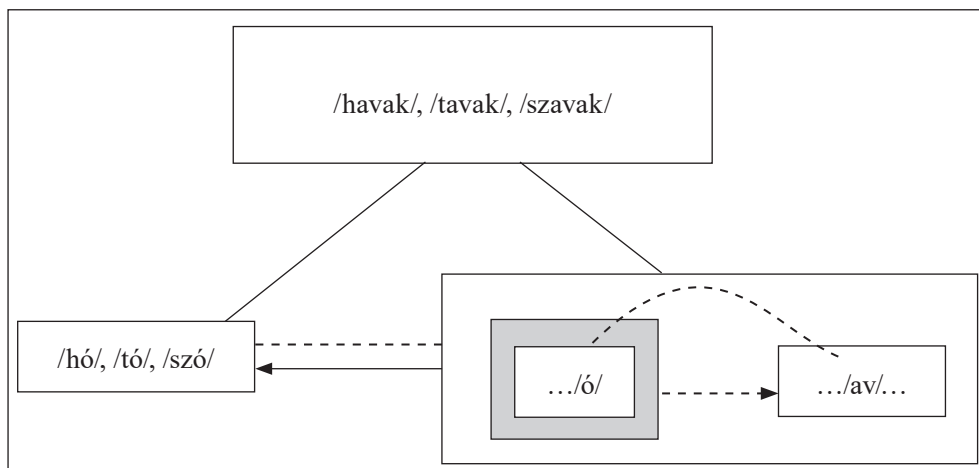 /havak/, /tavak/, /szavak/
/hó/, /tó/, /szó/
…/ó/
…/av/…